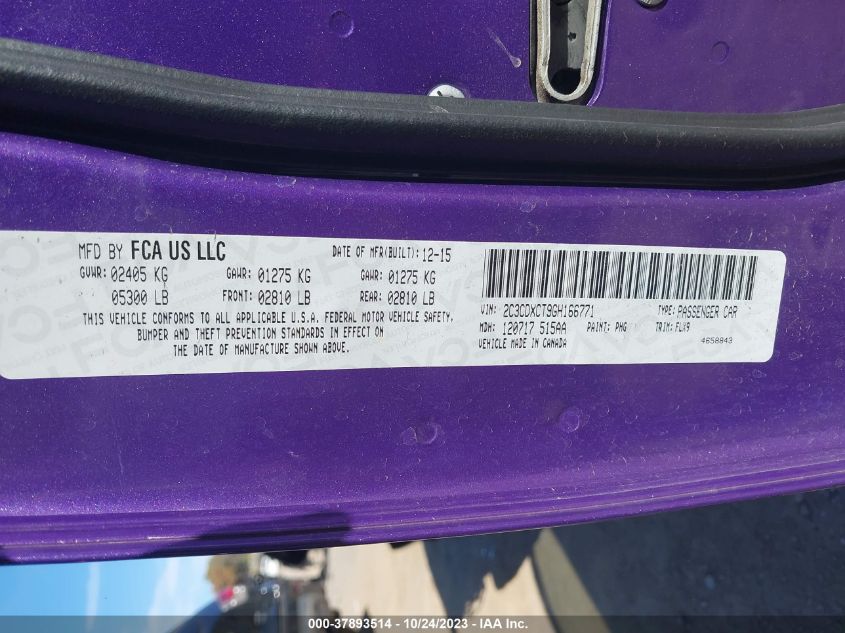 MFD BY FCA US LLC DATE OF MFR(BUILT): 12-15
GVWR: 02405 KG GAWR: 01275 KG GAWR: 01275 KG
05300 LB FRONT: 02810 LB REAR: 02810 LB
THIS VEHICLE CONFORMS TO ALL APPLICABLE U.S.A. FEDERAL MOTOR VEHICLE SAFETY,
BUMPER AND THEFT PREVENTION STANDARDS IN EFFECT ON
THE DATE OF MANUFACTURE SHOWN ABOVE.
VIN: 2C3CDXCT9GH166771 TYPE: PASSENGER CAR
MDH: 120717 515AA PAINT: PHG TRIM: FLX9
VEHICLE MADE IN CANADA 4658843
000-37893514 - 10/24/2023 - IAA Inc.